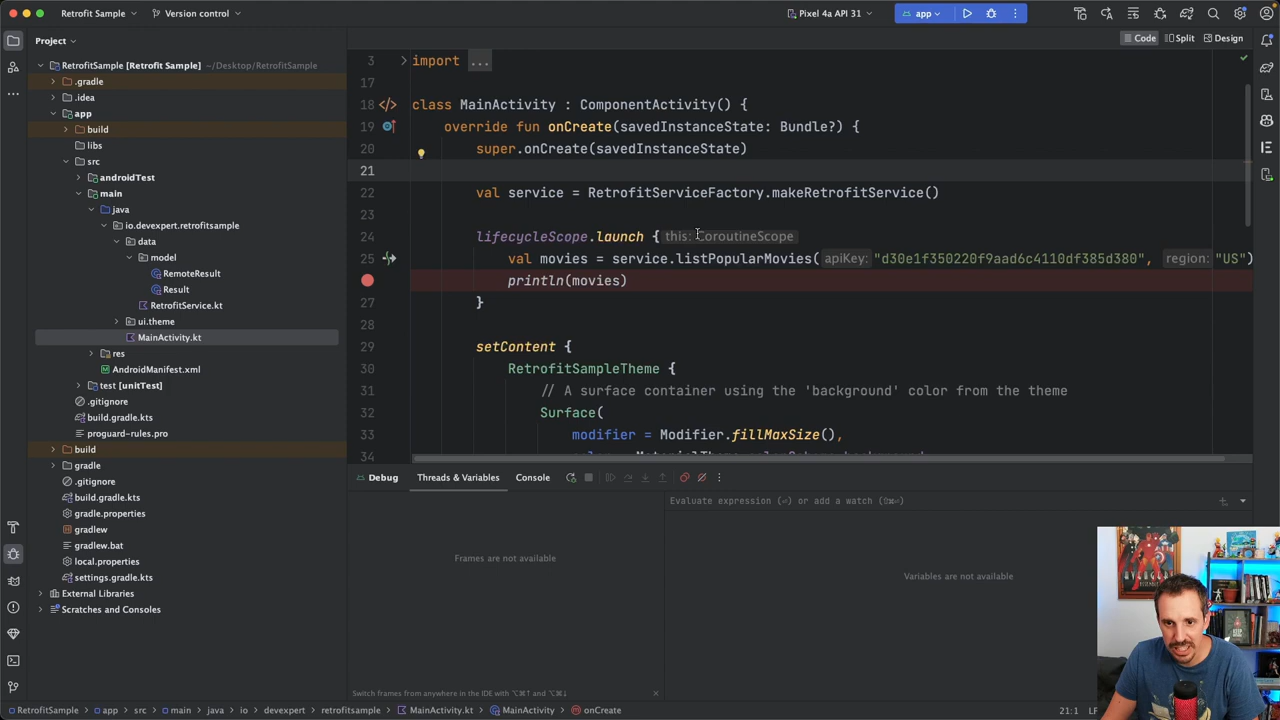 Retrofit Sample
Version control
Pixel 4a API 31
app
Project
Code
Split
Design
RetrofitSample [Retrofit Sample] ~/Desktop/RetrofitSample
.gradle
.idea
app
build
libs
src
androidTest
main
java
io.devexpert.retrofitsample
data
model
RemoteResult
Result
RetrofitService.kt
ui.theme
MainActivity.kt
res
AndroidManifest.xml
test [unitTest]
.gitignore
build.gradle.kts
proguard-rules.pro
build
gradle
.gitignore
build.gradle.kts
gradle.properties
gradlew
gradlew.bat
local.properties
settings.gradle.kts
External Libraries
Scratches and Consoles
3 import ...
17
18 class MainActivity : ComponentActivity() {
19 override fun onCreate(savedInstanceState: Bundle?) {
20 super.onCreate(savedInstanceState)
21
22 val service = RetrofitServiceFactory.makeRetrofitService()
23
24 lifecycleScope.launch { this: CoroutineScope
25 val movies = service.listPopularMovies( apiKey: "d30e1f350220f9aad6c4110df385d380", region: "US")
26 println(movies)
27 }
28
29 setContent {
30 RetrofitSampleTheme {
31 // A surface container using the 'background' color from the theme
32 Surface(
33 modifier = Modifier.fillMaxSize(),
34
Debug
Threads & Variables
Console
Evaluate expression (⏎) or add a watch (⇧⌘⏎)
Frames are not available
Variables are not available
Switch frames from anywhere in the IDE with ⌥⌘↑ and ⌥⌘↓
RetrofitSample > app > src > main > java > io > devexpert > retrofitsample > MainActivity.kt > MainActivity > onCreate
21:1